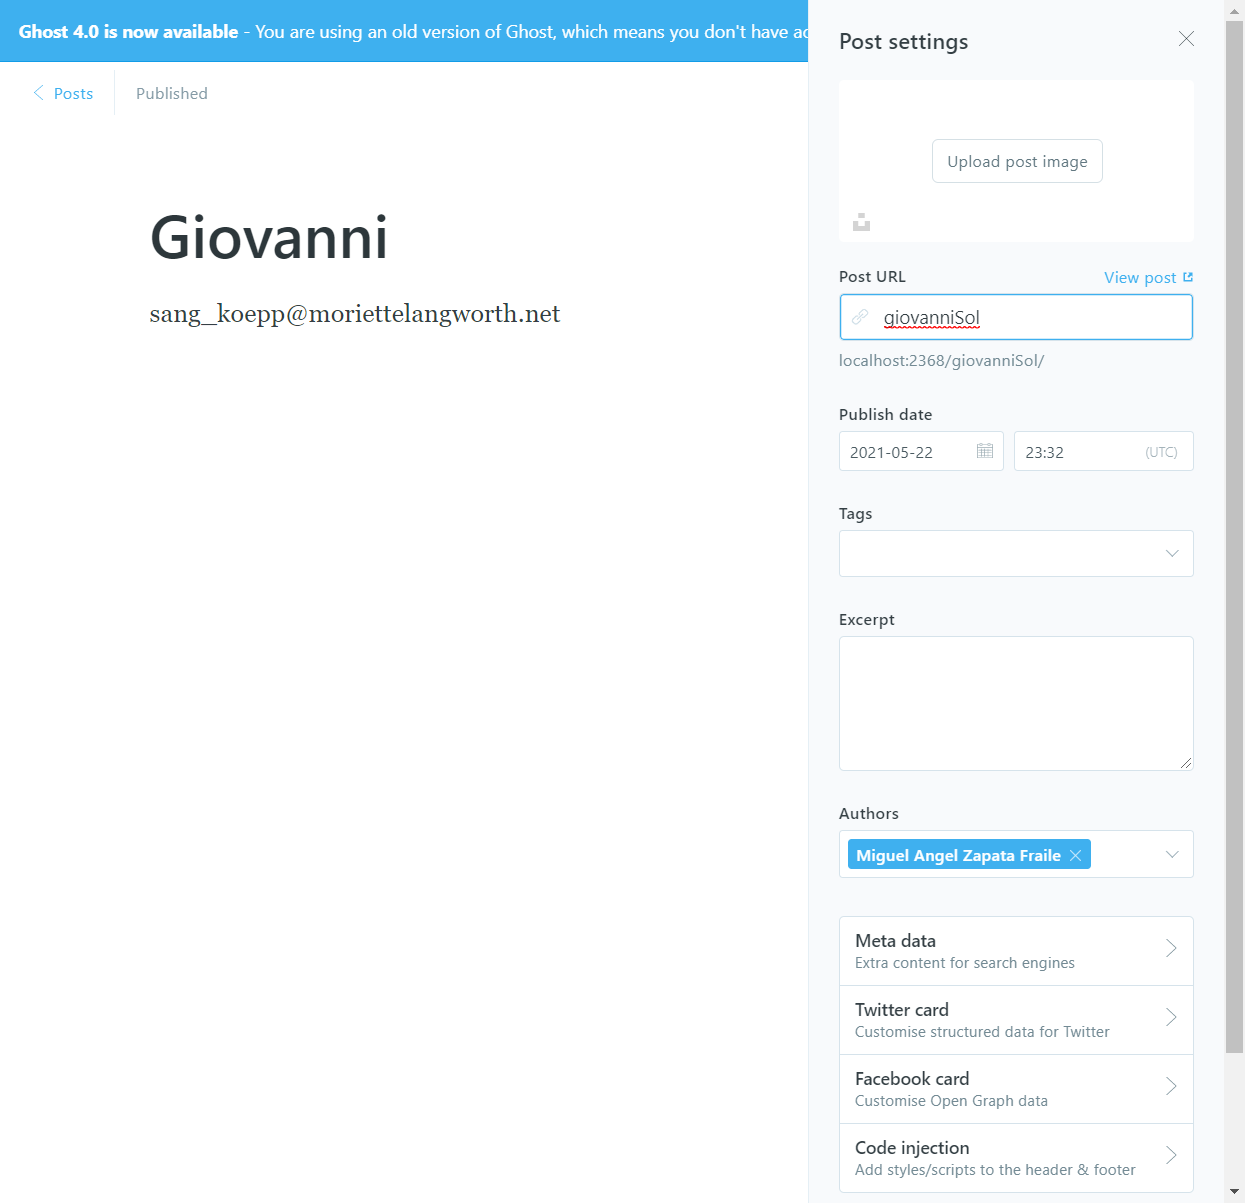 Ghost 4.0 is now available - You are using an old version of Ghost, which means you don't have
Posts
Published
Giovanni
sang_koepp@moriettelangworth.net
Post settings
Upload post image
Post URL
View post
giovanniSol
localhost:2368/giovanniSol/
Publish date
2021-05-22
23:32
(UTC)
Tags
Excerpt
Authors
Miguel Angel Zapata Fraile
Meta data
Extra content for search engines
Twitter card
Customise structured data for Twitter
Facebook card
Customise Open Graph data
Code injection
Add styles/scripts to the header & footer